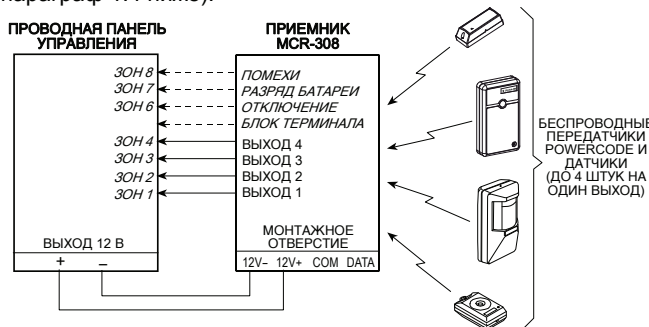 параграф 4.4 ниже).
ПРОВОДНАЯ ПАНЕЛЬ
УПРАВЛЕНИЯ
ПРИЕМНИК
MCR-308
ЗОН 8
ЗОН 7
ЗОН 6
ЗОН 4
ЗОН 3
ЗОН 2
ЗОН 1
ВЫХОД 12 В
+ –
ПОМЕХИ
РАЗРЯД БАТАРЕИ
ОТКЛЮЧЕНИЕ
БЛОК ТЕРМИНАЛА
ВЫХОД 4
ВЫХОД 3
ВЫХОД 2
ВЫХОД 1
МОНТАЖНОЕ
ОТВЕРСТИЕ
12V– 12V+ COM DATA
БЕСПРОВОДНЫЕ
ПЕРЕДАТЧИКИ
POWERCODE И
ДАТЧИКИ
(ДО 4 ШТУК НА
ОДИН ВЫХОД)